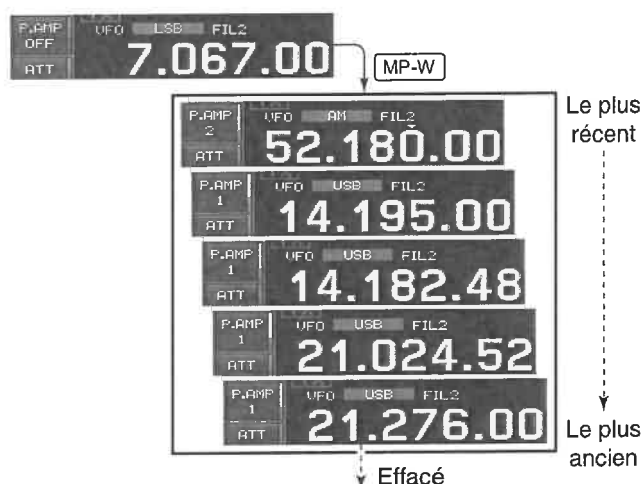 P.AMP OFF VFO LSB FIL2
ATT 7.067.00
MP-W
P.AMP 2 VFO AM FIL2
ATT 52.180.00
Le plus récent
P.AMP 1 VFO USB FIL2
ATT 14.195.00
P.AMP 1 VFO USB FIL2
ATT 14.182.48
P.AMP 1 VFO USB FIL2
ATT 21.024.52
P.AMP 1 VFO USB FIL2
ATT 21.276.00
Le plus ancien
Effacé